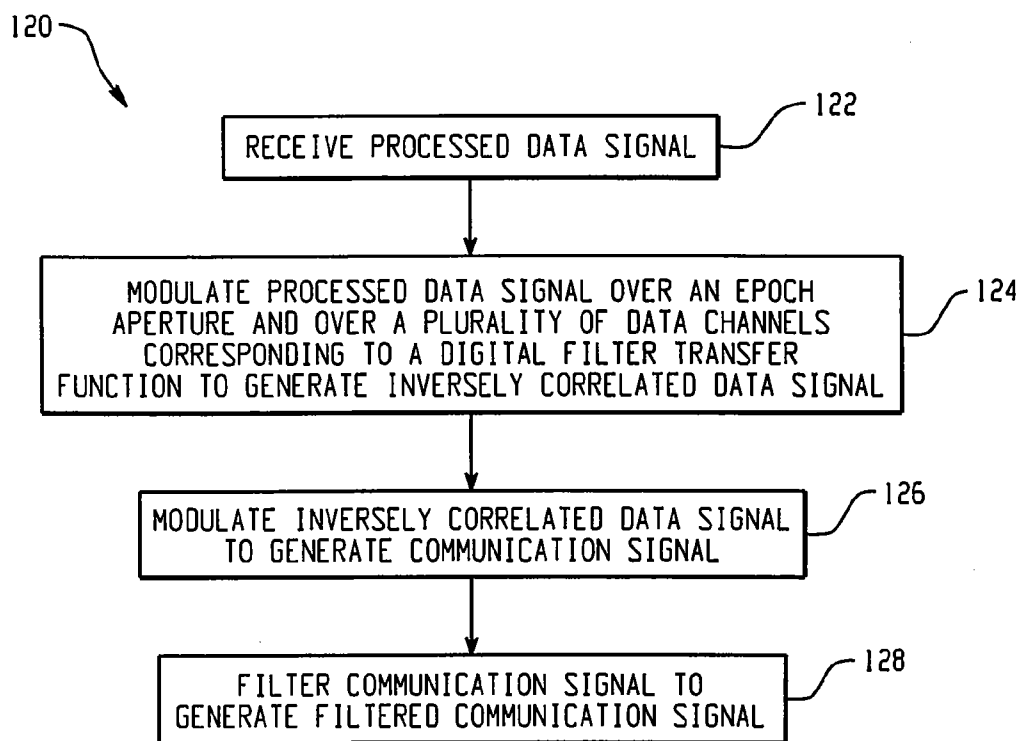 120
122
RECEIVE PROCESSED DATA SIGNAL
124
MODULATE PROCESSED DATA SIGNAL OVER AN EPOCH
APERTURE AND OVER A PLURALITY OF DATA CHANNELS
CORRESPONDING TO A DIGITAL FILTER TRANSFER
FUNCTION TO GENERATE INVERSELY CORRELATED DATA SIGNAL
126
MODULATE INVERSELY CORRELATED DATA SIGNAL
TO GENERATE COMMUNICATION SIGNAL
128
FILTER COMMUNICATION SIGNAL TO
GENERATE FILTERED COMMUNICATION SIGNAL